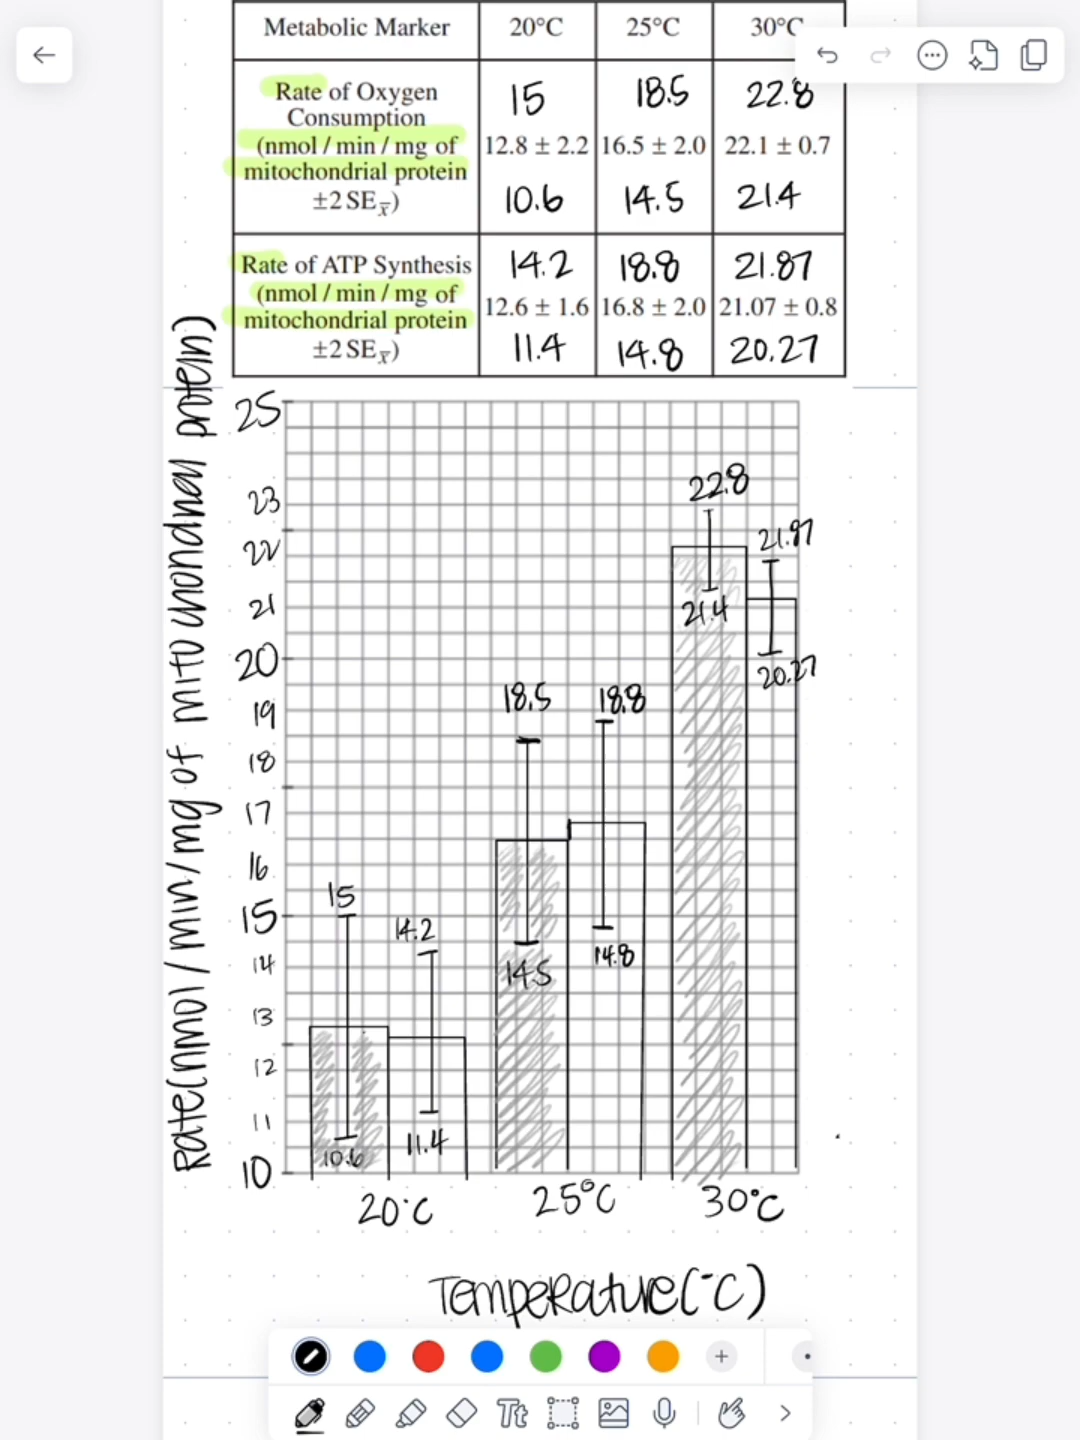 Metabolic Marker 20°C 25°C 30°C
Rate of Oxygen Consumption (nmol / min / mg of mitochondrial protein ±2 SEx̅)
15 18.5 22.8
12.8 ± 2.2 16.5 ± 2.0 22.1 ± 0.7
10.6 14.5 21.4
Rate of ATP Synthesis (nmol / min / mg of mitochondrial protein ±2 SEx̅)
14.2 18.8 21.87
12.6 ± 1.6 16.8 ± 2.0 21.07 ± 0.8
11.4 14.8 20.27
Rate(nmol / min / mg of mitochondrial protein)
25
23
22
21
20
19
18
17
16
15
14
13
12
11
10
15
10.6
14.2
11.4
18.5
14.5
18.8
14.8
22.8
21.4
21.87
20.27
20°C 25°C 30°C
Temperature(°C)
Tt